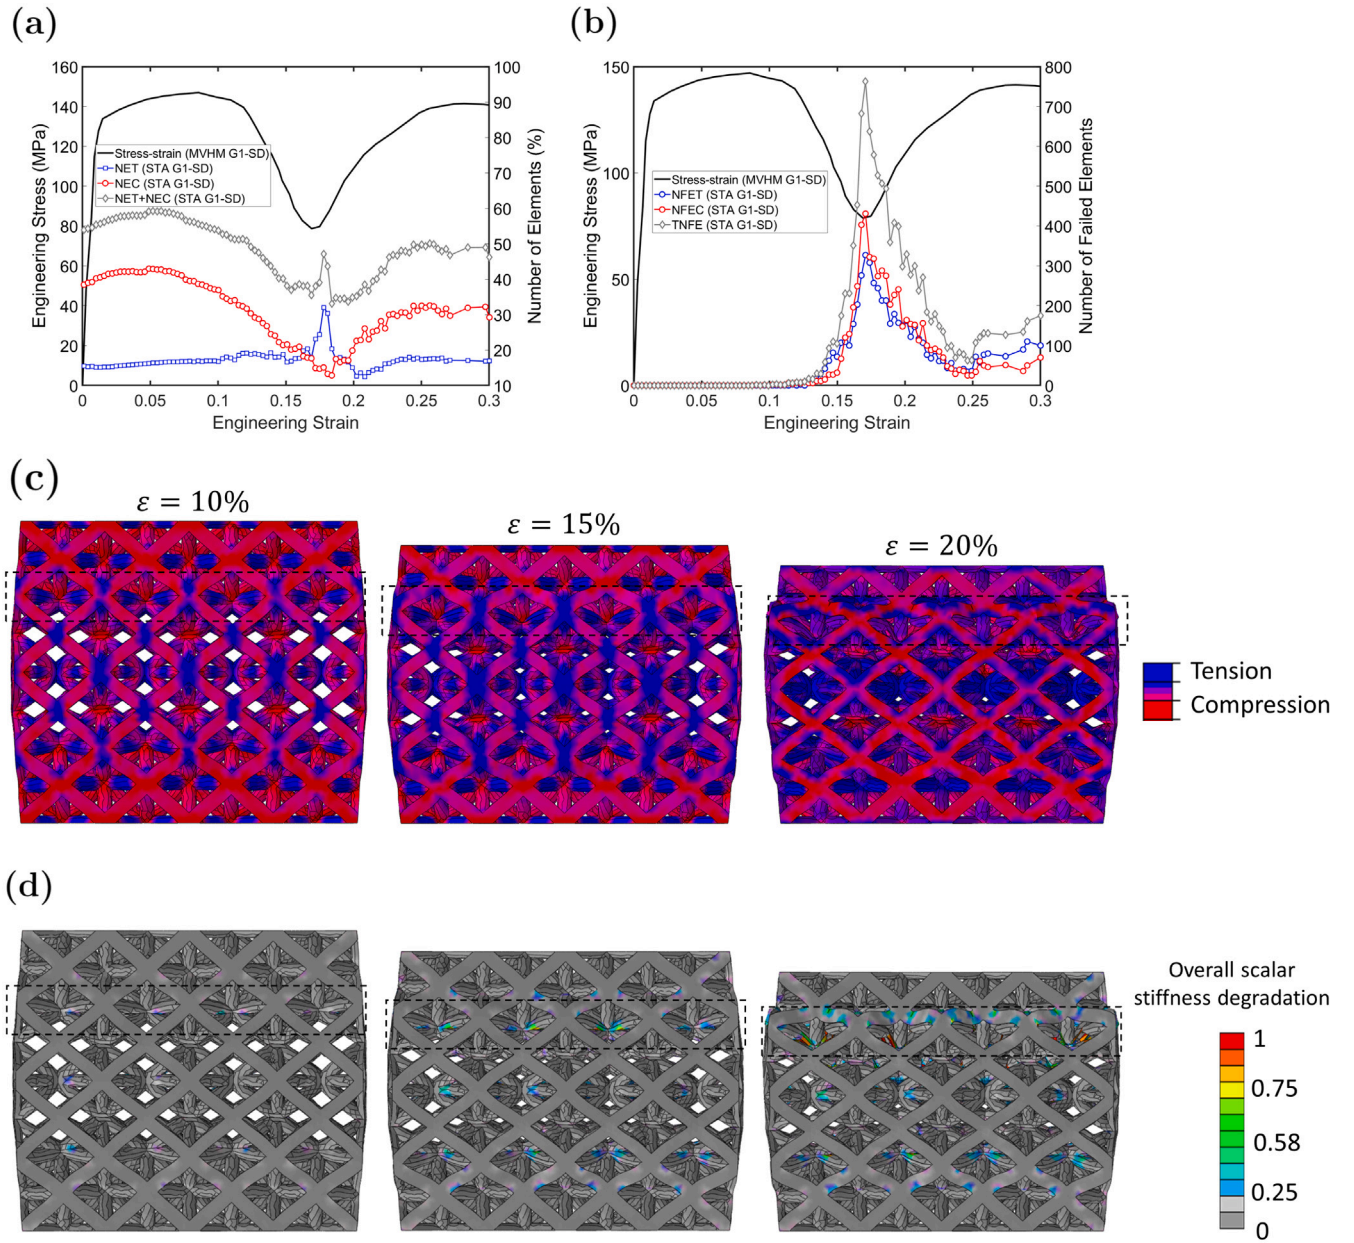 (a)
160
140
120
100
80
60
40
20
0
Engineering Stress (MPa)
100
90
80
70
60
50
40
30
20
10
Number of Elements (%)
0 0.05 0.1 0.15 0.2 0.25 0.3
Engineering Strain
Stress-strain (MVHM G1-SD)
NET (STA G1-SD)
NEC (STA G1-SD)
NET+NEC (STA G1-SD)
(b)
150
100
50
0
Engineering Stress (MPa)
800
700
600
500
400
300
200
100
0
Number of Failed Elements
0 0.05 0.1 0.15 0.2 0.25 0.3
Engineering Strain
Stress-strain (MVHM G1-SD)
NFET (STA G1-SD)
NFEC (STA G1-SD)
TNFE (STA G1-SD)
(c)
ε = 10%
ε = 15%
ε = 20%
Tension
Compression
(d)
Overall scalar
stiffness degradation
1
0.75
0.58
0.25
0